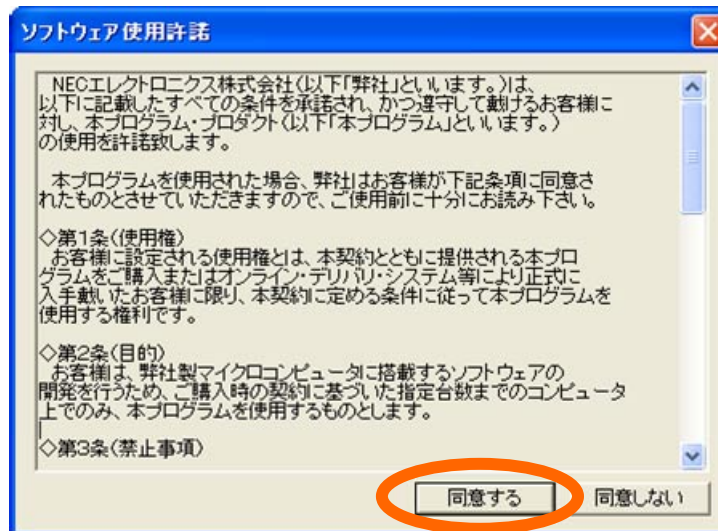 ソフトウェア使用許諾
NECエレクトロニクス株式会社(以下「弊社」といいます。)は、
以下に記載したすべての条件を承諾され、かつ遵守して戴けるお客様に
対し、本プログラム・プロダクト(以下「本プログラム」といいます。)
の使用を許諾致します。
本プログラムを使用された場合、弊社はお客様が下記条項に同意さ
れたものとさせていただきますので、ご使用前に十分にお読み下さい。
◇第1条(使用権)
お客様に設定される使用権とは、本契約とともに提供される本プロ
グラムをご購入またはオンライン・デリバリ・システム等により正式に
入手戴いたお客様に限り、本契約に定める条件に従って本プログラムを
使用する権利です。
◇第2条(目的)
お客様は、弊社製マイクロコンピュータに搭載するソフトウェアの
開発を行うため、ご購入時の契約に基づいた指定台数までのコンピュータ
上でのみ、本プログラムを使用するものとします。
◇第3条(禁止事項)
同意する
同意しない